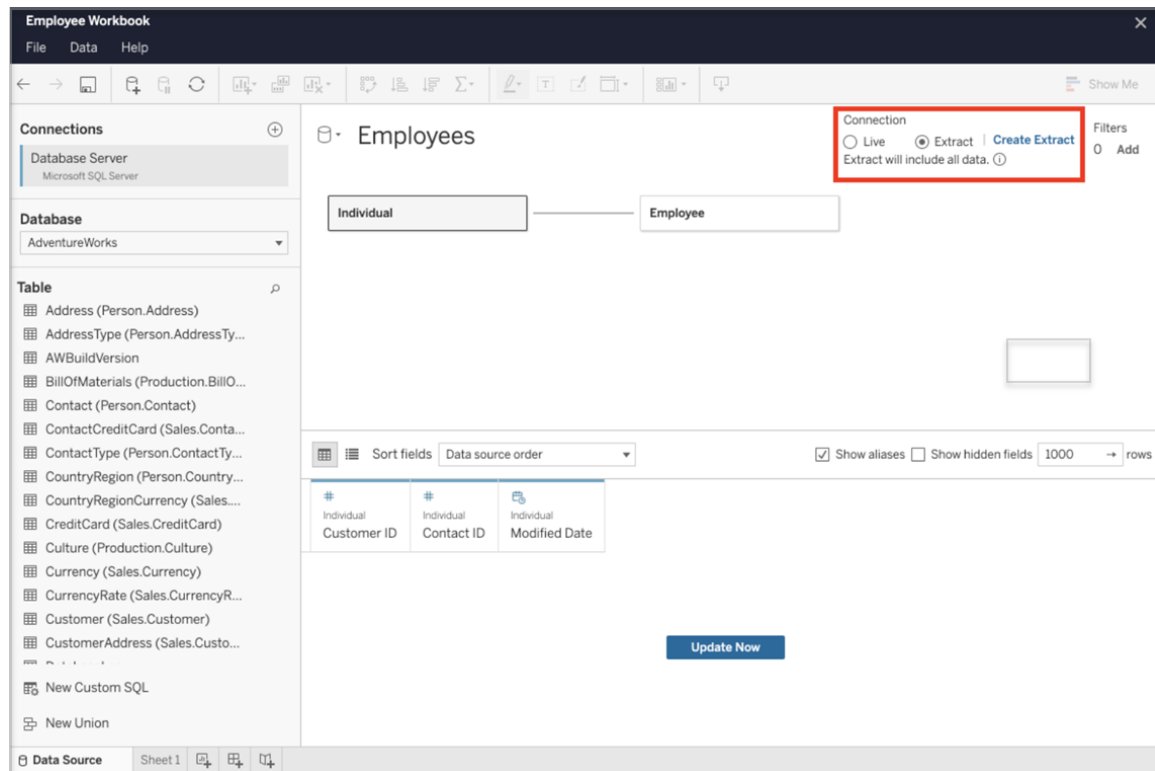 Employee Workbook
File Data Help
Show Me
Connections
Database Server
Microsoft SQL Server
Database
AdventureWorks
Table
Address (Person.Address)
AddressType (Person.AddressTy...
AWBuildVersion
BillOfMaterials (Production.BillO...
Contact (Person.Contact)
ContactCreditCard (Sales.Conta...
ContactType (Person.ContactTy...
CountryRegion (Person.Country...
CountryRegionCurrency (Sales....
CreditCard (Sales.CreditCard)
Culture (Production.Culture)
Currency (Sales.Currency)
CurrencyRate (Sales.CurrencyR...
Customer (Sales.Customer)
CustomerAddress (Sales.Custo...
New Custom SQL
New Union
Employees
Connection
Live Extract Create Extract
Extract will include all data.
Filters
0 Add
Individual Employee
Sort fields Data source order Show aliases Show hidden fields 1000 → rows
# # 
Individual Individual Individual
Customer ID Contact ID Modified Date
Update Now
Data Source Sheet 1